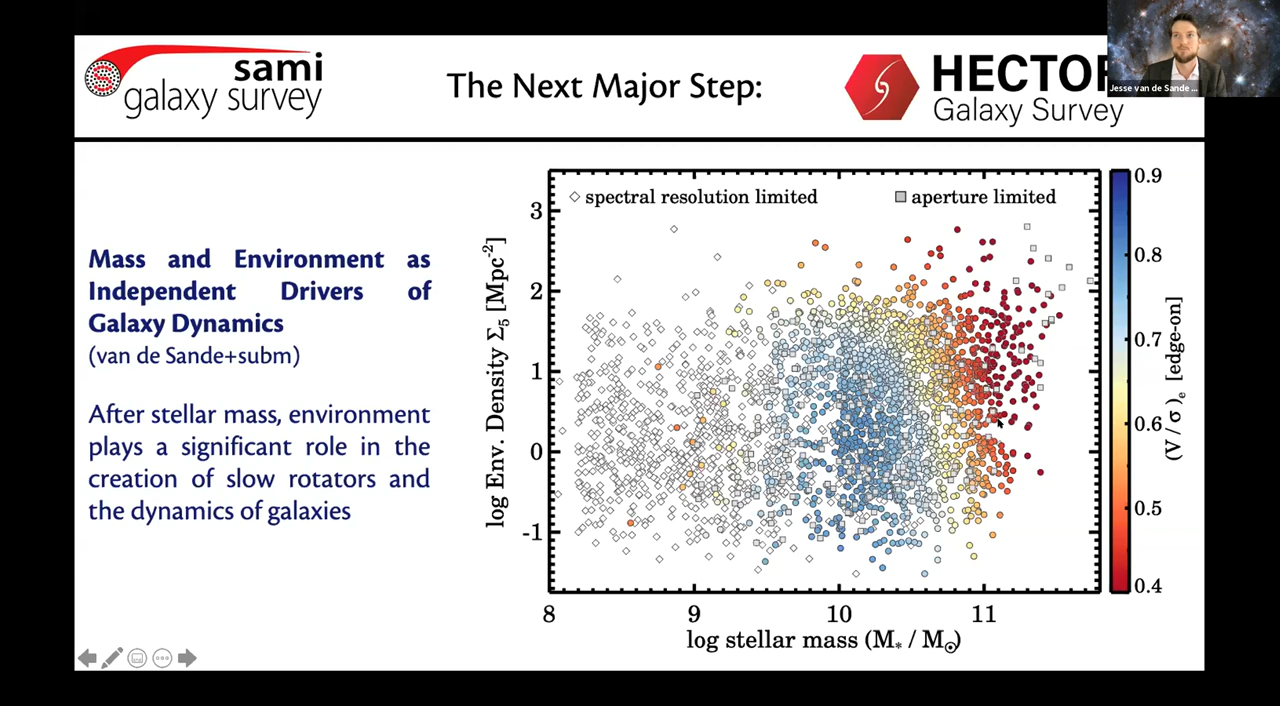 sami
galaxy survey
The Next Major Step:
HECTOR
Galaxy Survey
Jesse van de Sande ...
Mass and Environment as
Independent Drivers of
Galaxy Dynamics
(van de Sande+subm)
After stellar mass, environment
plays a significant role in the
creation of slow rotators and
the dynamics of galaxies
spectral resolution limited
aperture limited
log Env. Density Σ5 [Mpc-2]
3
2
1
0
-1
8
9
10
11
log stellar mass (M* / M⊙)
0.9
0.8
0.7
0.6
0.5
0.4
(V / σ )e [edge-on]